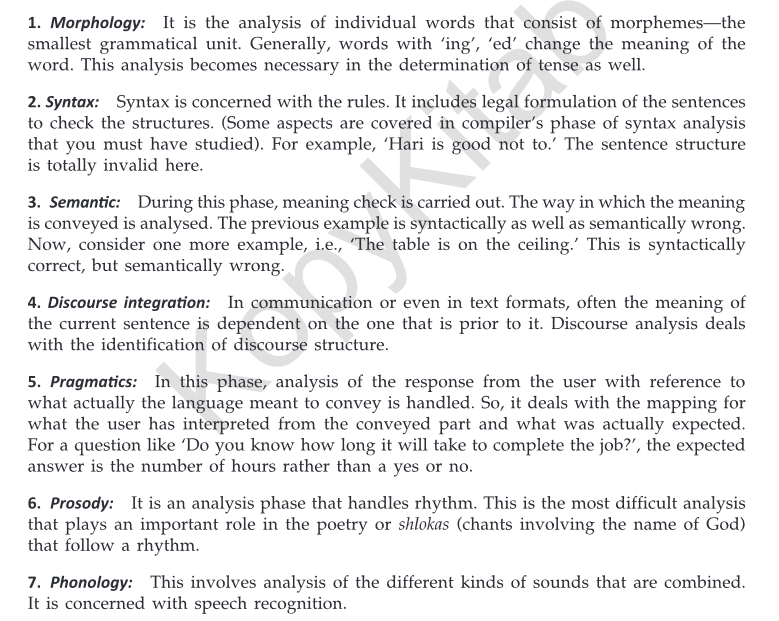 1. Morphology: It is the analysis of individual words that consist of morphemes—the
smallest grammatical unit. Generally, words with ‘ing’, ‘ed’ change the meaning of the
word. This analysis becomes necessary in the determination of tense as well.
2. Syntax: Syntax is concerned with the rules. It includes legal formulation of the sentences
to check the structures. (Some aspects are covered in compiler’s phase of syntax analysis
that you must have studied). For example, ‘Hari is good not to.’ The sentence structure
is totally invalid here.
3. Semantic: During this phase, meaning check is carried out. The way in which the meaning
is conveyed is analysed. The previous example is syntactically as well as semantically wrong.
Now, consider one more example, i.e., ‘The table is on the ceiling.’ This is syntactically
correct, but semantically wrong.
4. Discourse integration: In communication or even in text formats, often the meaning of
the current sentence is dependent on the one that is prior to it. Discourse analysis deals
with the identification of discourse structure.
5. Pragmatics: In this phase, analysis of the response from the user with reference to
what actually the language meant to convey is handled. So, it deals with the mapping for
what the user has interpreted from the conveyed part and what was actually expected.
For a question like ‘Do you know how long it will take to complete the job?’, the expected
answer is the number of hours rather than a yes or no.
6. Prosody: It is an analysis phase that handles rhythm. This is the most difficult analysis
that plays an important role in the poetry or shlokas (chants involving the name of God)
that follow a rhythm.
7. Phonology: This involves analysis of the different kinds of sounds that are combined.
It is concerned with speech recognition.
KopyKitab